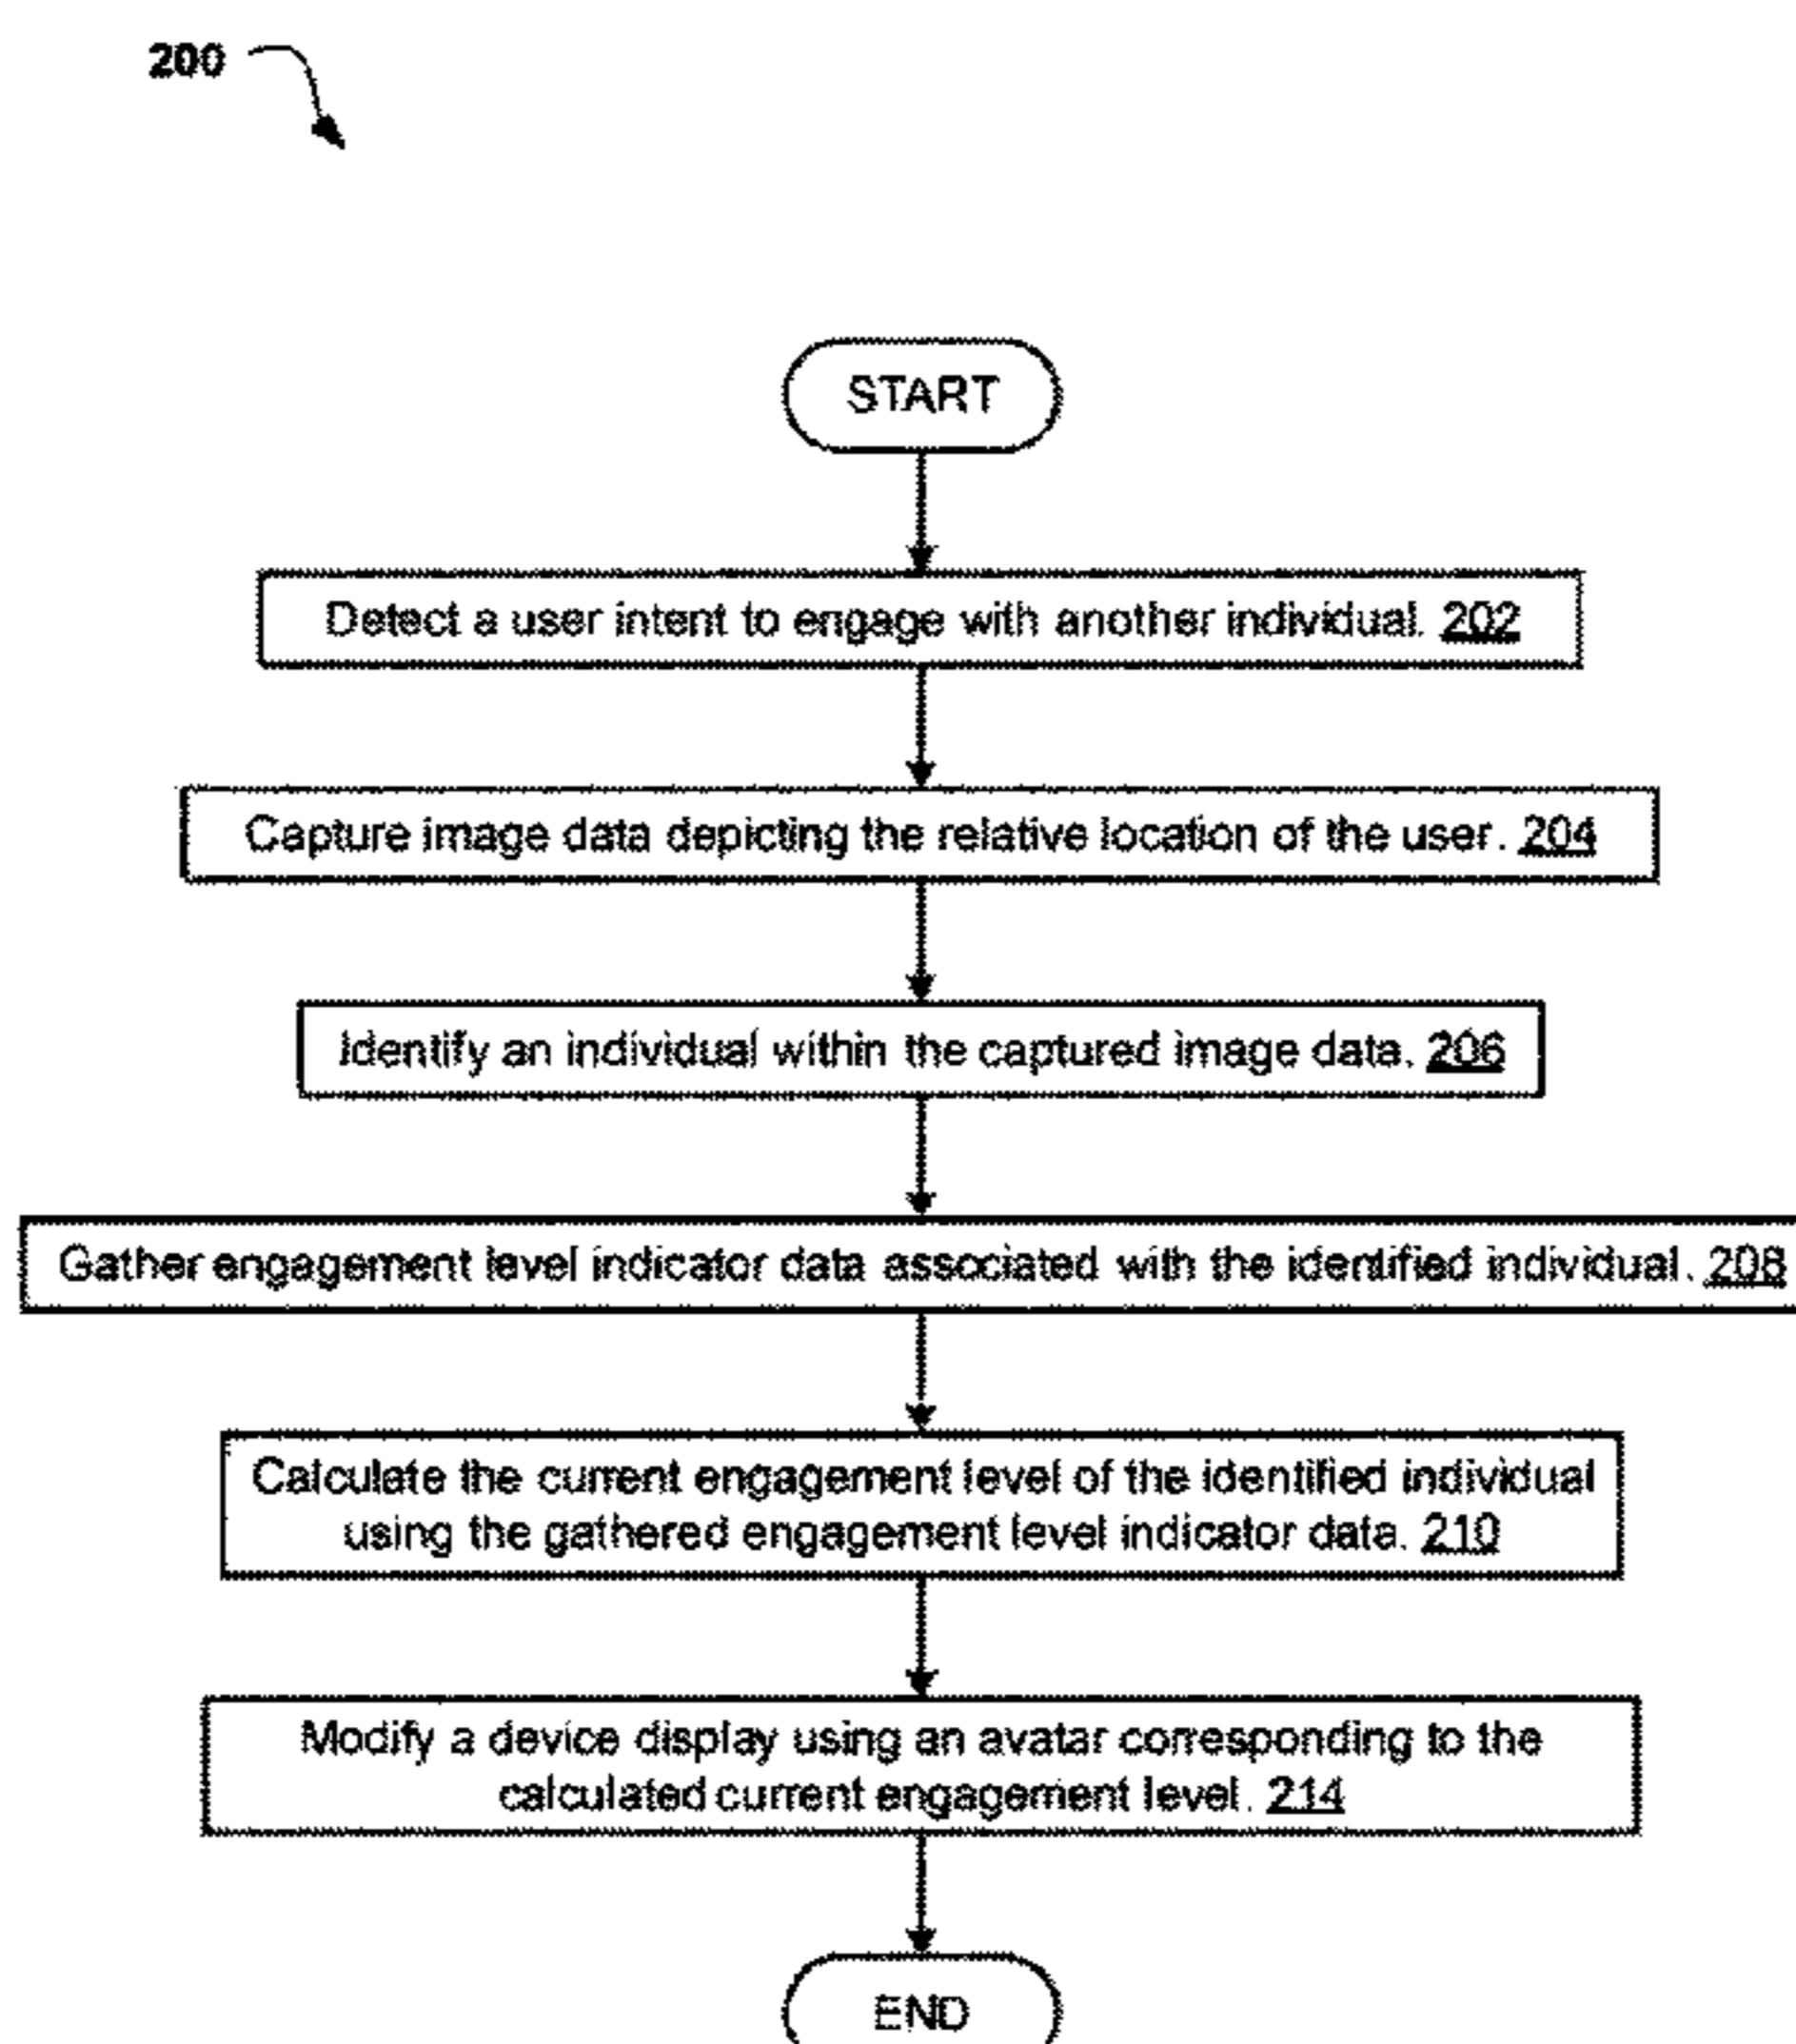 200
START
Detect a user intent to engage with another individual. 202
Capture image data depicting the relative location of the user. 204
Identify an individual within the captured image data. 206
Gather engagement level indicator data associated with the identified individual. 208
Calculate the current engagement level of the identified individual
using the gathered engagement level indicator data. 210
Modify a device display using an avatar corresponding to the
calculated current engagement level. 214
END